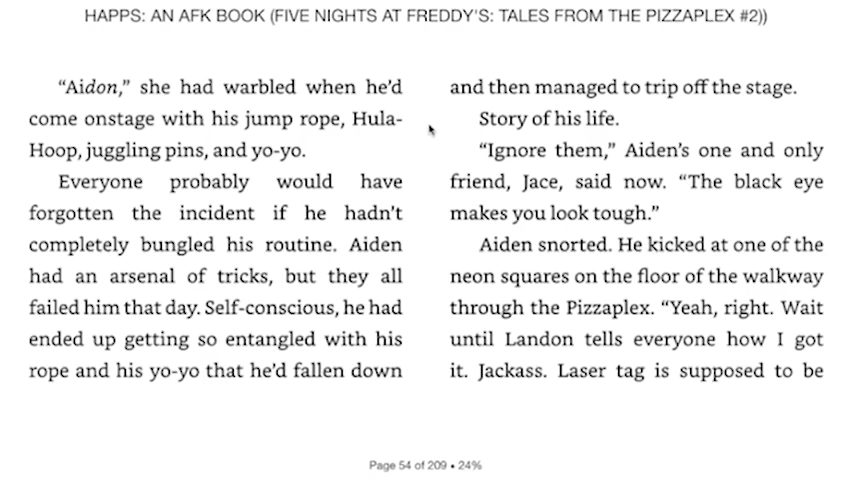 HAPPS: AN AFK BOOK (FIVE NIGHTS AT FREDDY'S: TALES FROM THE PIZZAPLEX #2))
“Aidon,” she had warbled when he’d
come onstage with his jump rope, Hula-
Hoop, juggling pins, and yo-yo.
Everyone probably would have
forgotten the incident if he hadn’t
completely bungled his routine. Aiden
had an arsenal of tricks, but they all
failed him that day. Self-conscious, he had
ended up getting so entangled with his
rope and his yo-yo that he’d fallen down
and then managed to trip off the stage.
Story of his life.
“Ignore them,” Aiden’s one and only
friend, Jace, said now. “The black eye
makes you look tough.”
Aiden snorted. He kicked at one of the
neon squares on the floor of the walkway
through the Pizzaplex. “Yeah, right. Wait
until Landon tells everyone how I got
it. Jackass. Laser tag is supposed to be
Page 54 of 209 • 24%